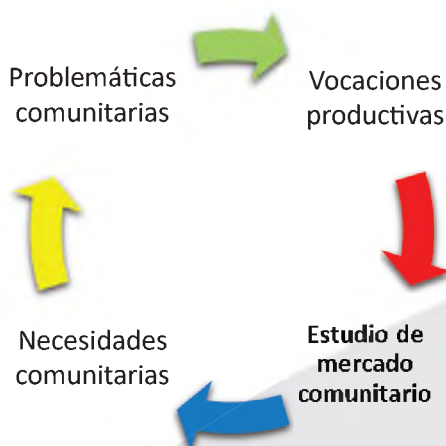 Problemáticas
comunitarias
Vocaciones
productivas
Estudio de
mercado
comunitario
Necesidades
comunitarias